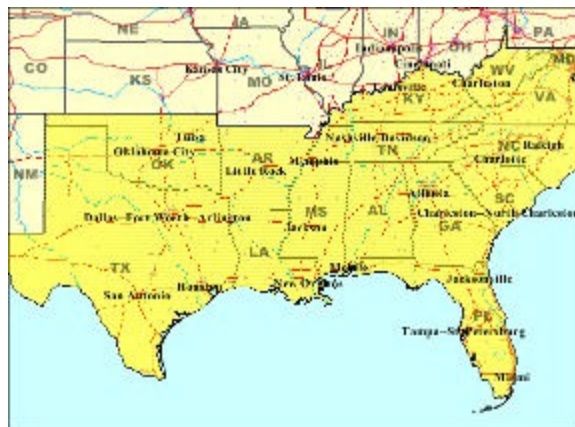 NE
IA
IN
OH
PA
Indianapolis
Cincinnati
CO
KS
Kansas City
MO
St. Louis
IL
WV
MD
Louisville
KY
Charleston
VA
Tulsa
Nashville-Davidson
NC
Raleigh
Oklahoma City
OK
AR
Memphis
TN
Charlotte
NM
Little Rock
Atlanta
SC
Dallas--Fort Worth--Arlington
MS
AL
Charleston--North Charleston
Jackson
GA
LA
TX
Mobile
San Antonio
Houston
New Orleans
Jacksonville
FL
Tampa--St. Petersburg
Miami